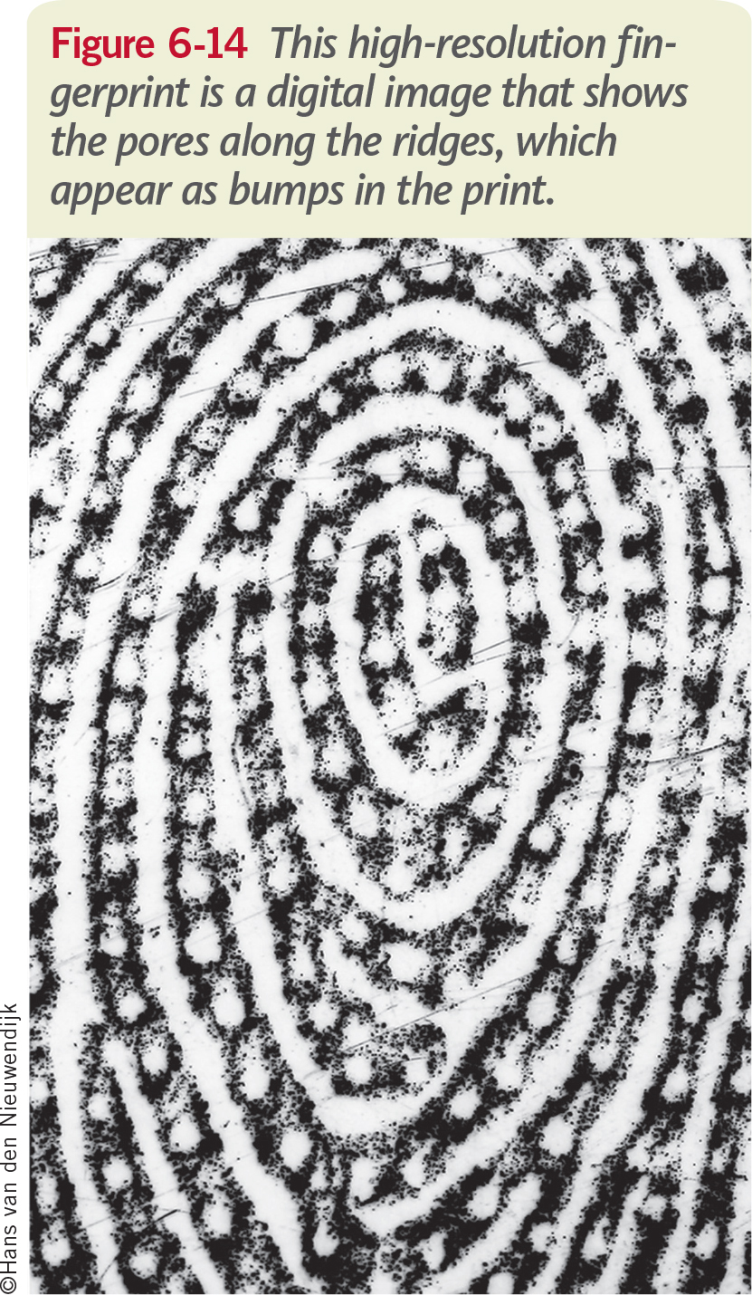 Figure 6-14 This high-resolution fin-
gerprint is a digital image that shows
the pores along the ridges, which
appear as bumps in the print.
©Hans van den Nieuwendijk